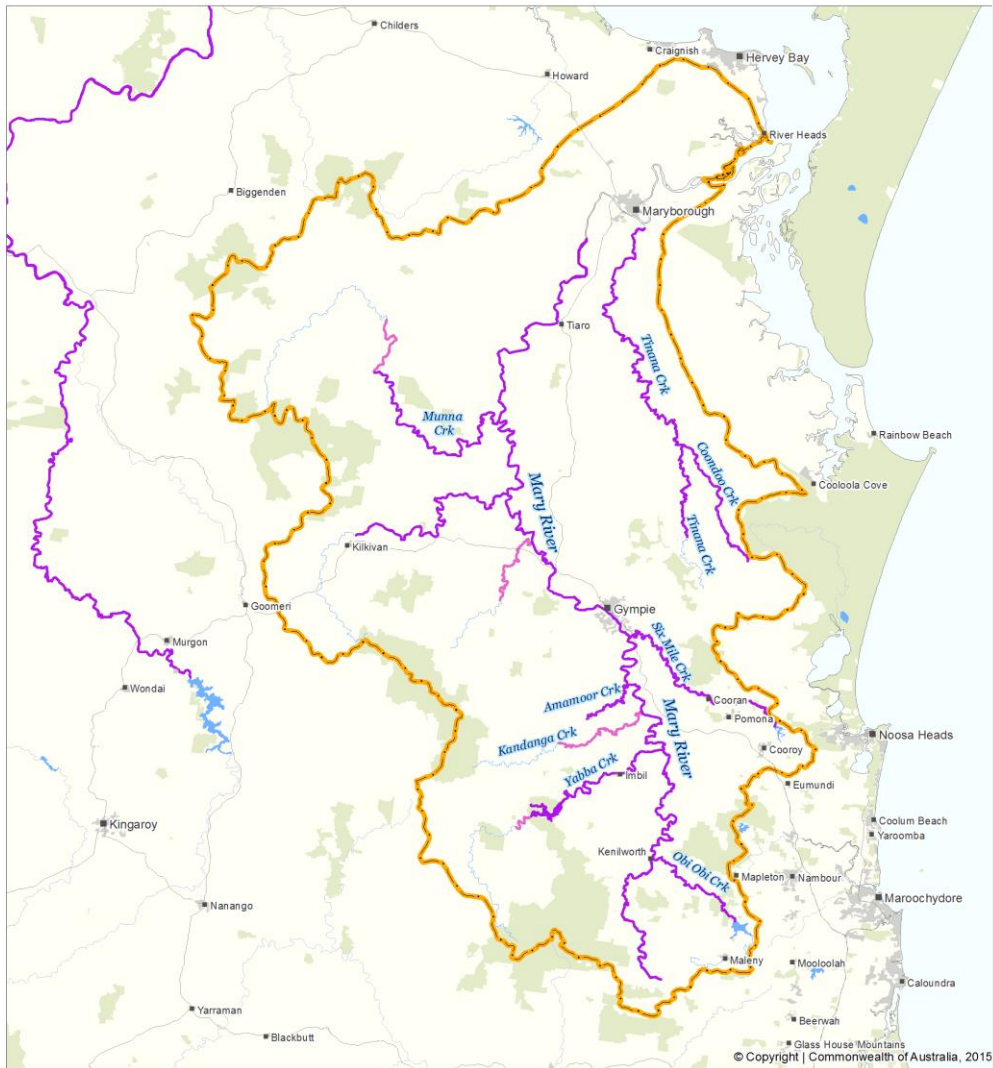 Childers
Craignish
Hervey Bay
Howard
River Heads
Biggenden
Maryborough
Tiaro
Tinana Crk
Munna
Crk
Rainbow Beach
Coondoo Crk
Cooloola Cove
Mary River
Tinana Crk
Kilkivan
Goomeri
Gympie
Murgon
Six Mile Crk
Wondai
Amamoor Crk
Cooran
Mary River
Pomona
Kandanga Crk
Noosa Heads
Cooroy
Yabba Crk
Imbil
Eumundi
Kingaroy
Coolum Beach
Yaroomba
Kenilworth
Obi Obi Crk
Mapleton
Nambour
Maroochydore
Nanango
Maleny
Mooloolah
Caloundra
Yarraman
Beerwah
Blackbutt
Glass House Mountains
© Copyright | Commonwealth of Australia, 2015